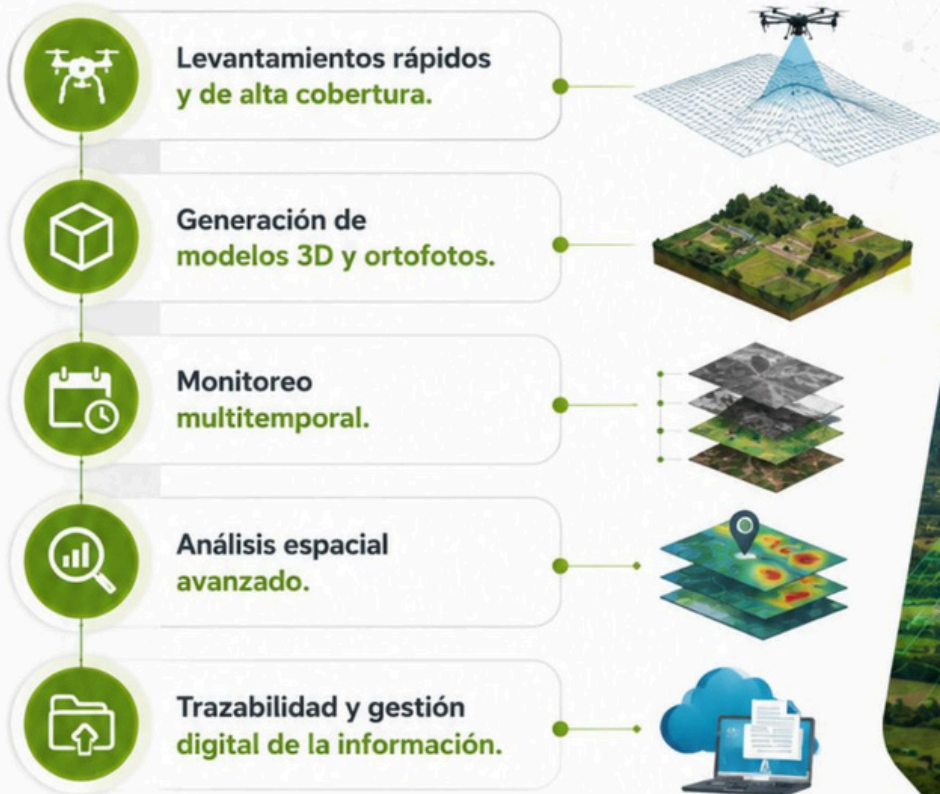 Levantamientos rápidos
y de alta cobertura.
Generación de
modelos 3D y ortofotos.
Monitoreo
multitemporal.
Análisis espacial
avanzado.
Trazabilidad y gestión
digital de la información.